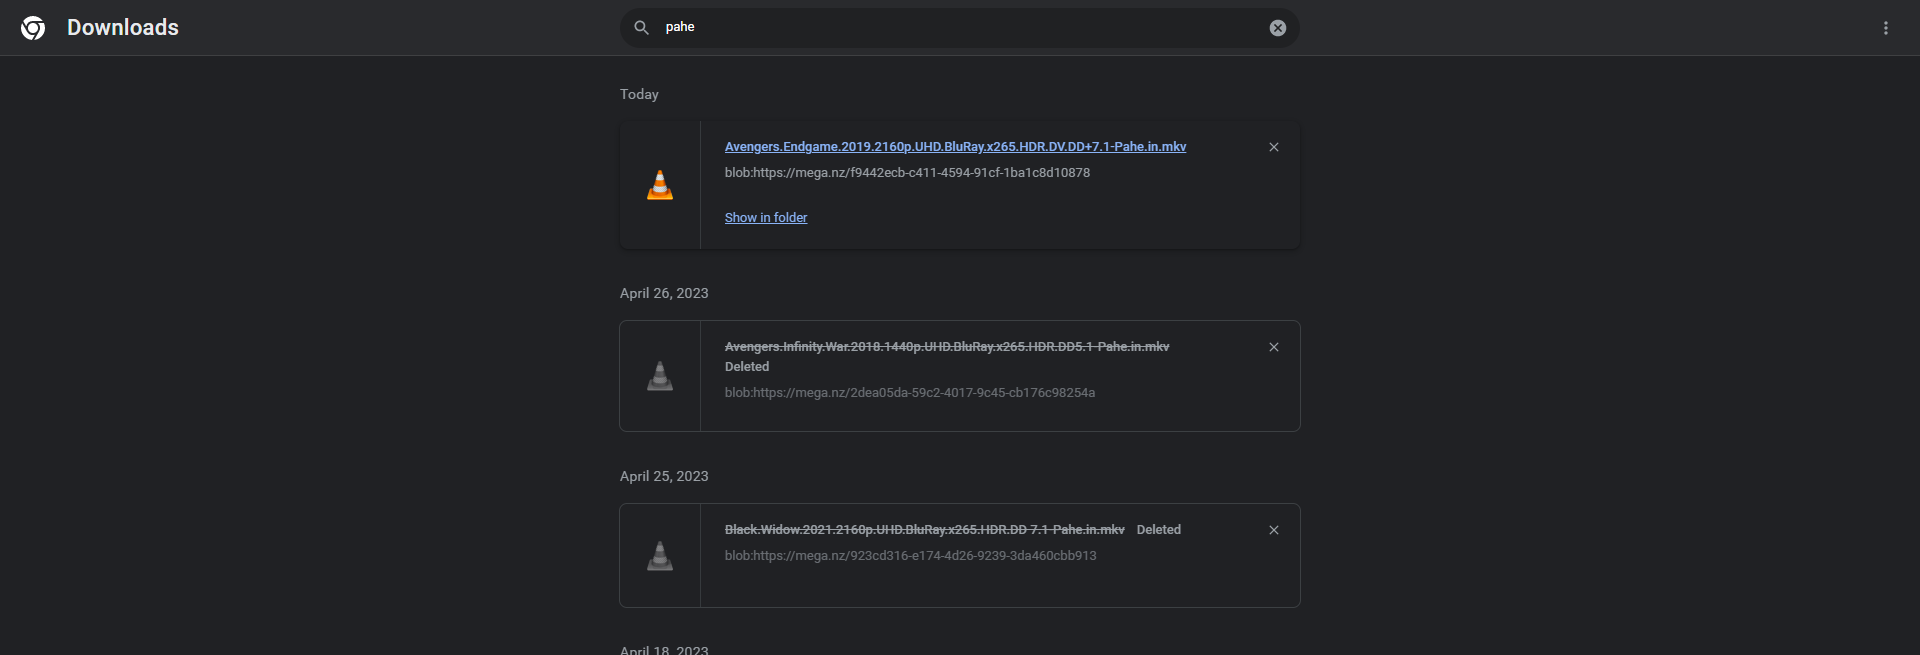 Downloads
pahe
Today
Avengers.Endgame.2019.2160p.UHD.BluRay.x265.HDR.DV.DD+7.1-Pahe.in.mkv
blob:https://mega.nz/f9442ecb-c411-4594-91cf-1ba1c8d10878
Show in folder
April 26, 2023
Avengers.Infinity.War.2018.1440p.UHD.BluRay.x265.HDR.DD5.1-Pahe.in.mkv
Deleted
blob:https://mega.nz/2dea05da-59c2-4017-9c45-cb176c98254a
April 25, 2023
Black.Widow.2021.2160p.UHD.BluRay.x265.HDR.DD 7.1-Pahe.in.mkv Deleted
blob:https://mega.nz/923cd316-e174-4d26-9239-3da460cbb913
April 18, 2023